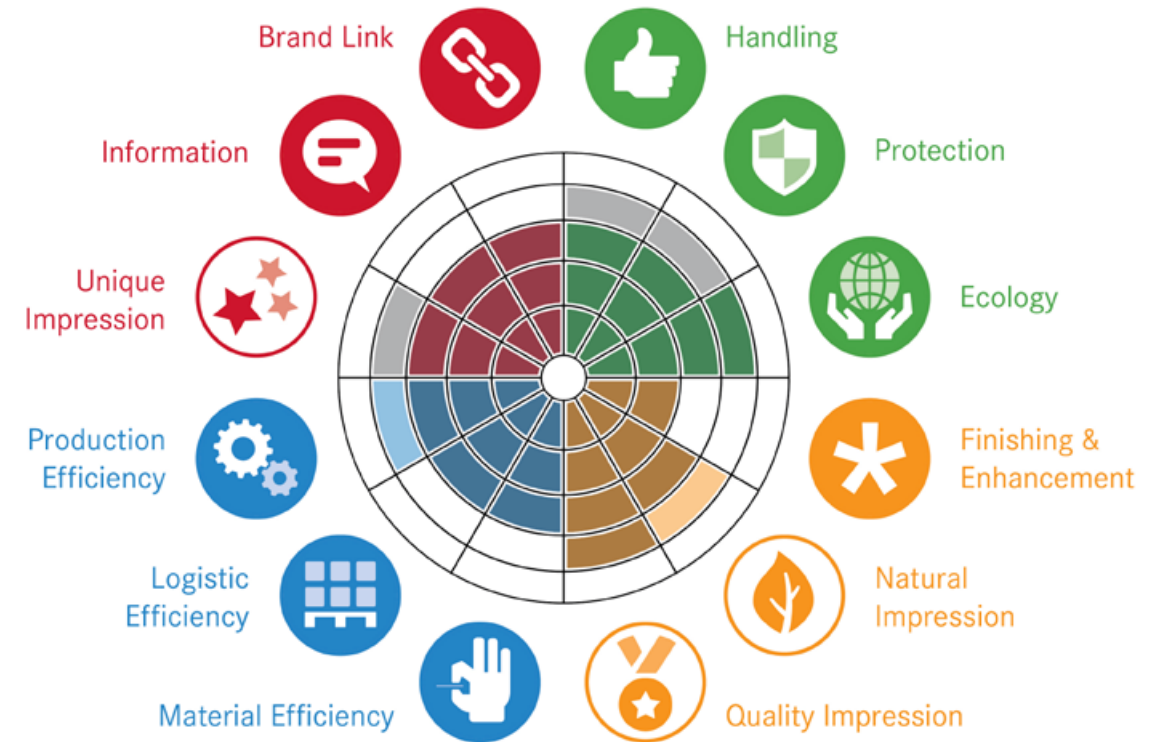 Brand Link
Handling
Information
Protection
Unique
Impression
Ecology
Production
Efficiency
Finishing &
Enhancement
Logistic
Efficiency
Natural
Impression
Material Efficiency
Quality Impression